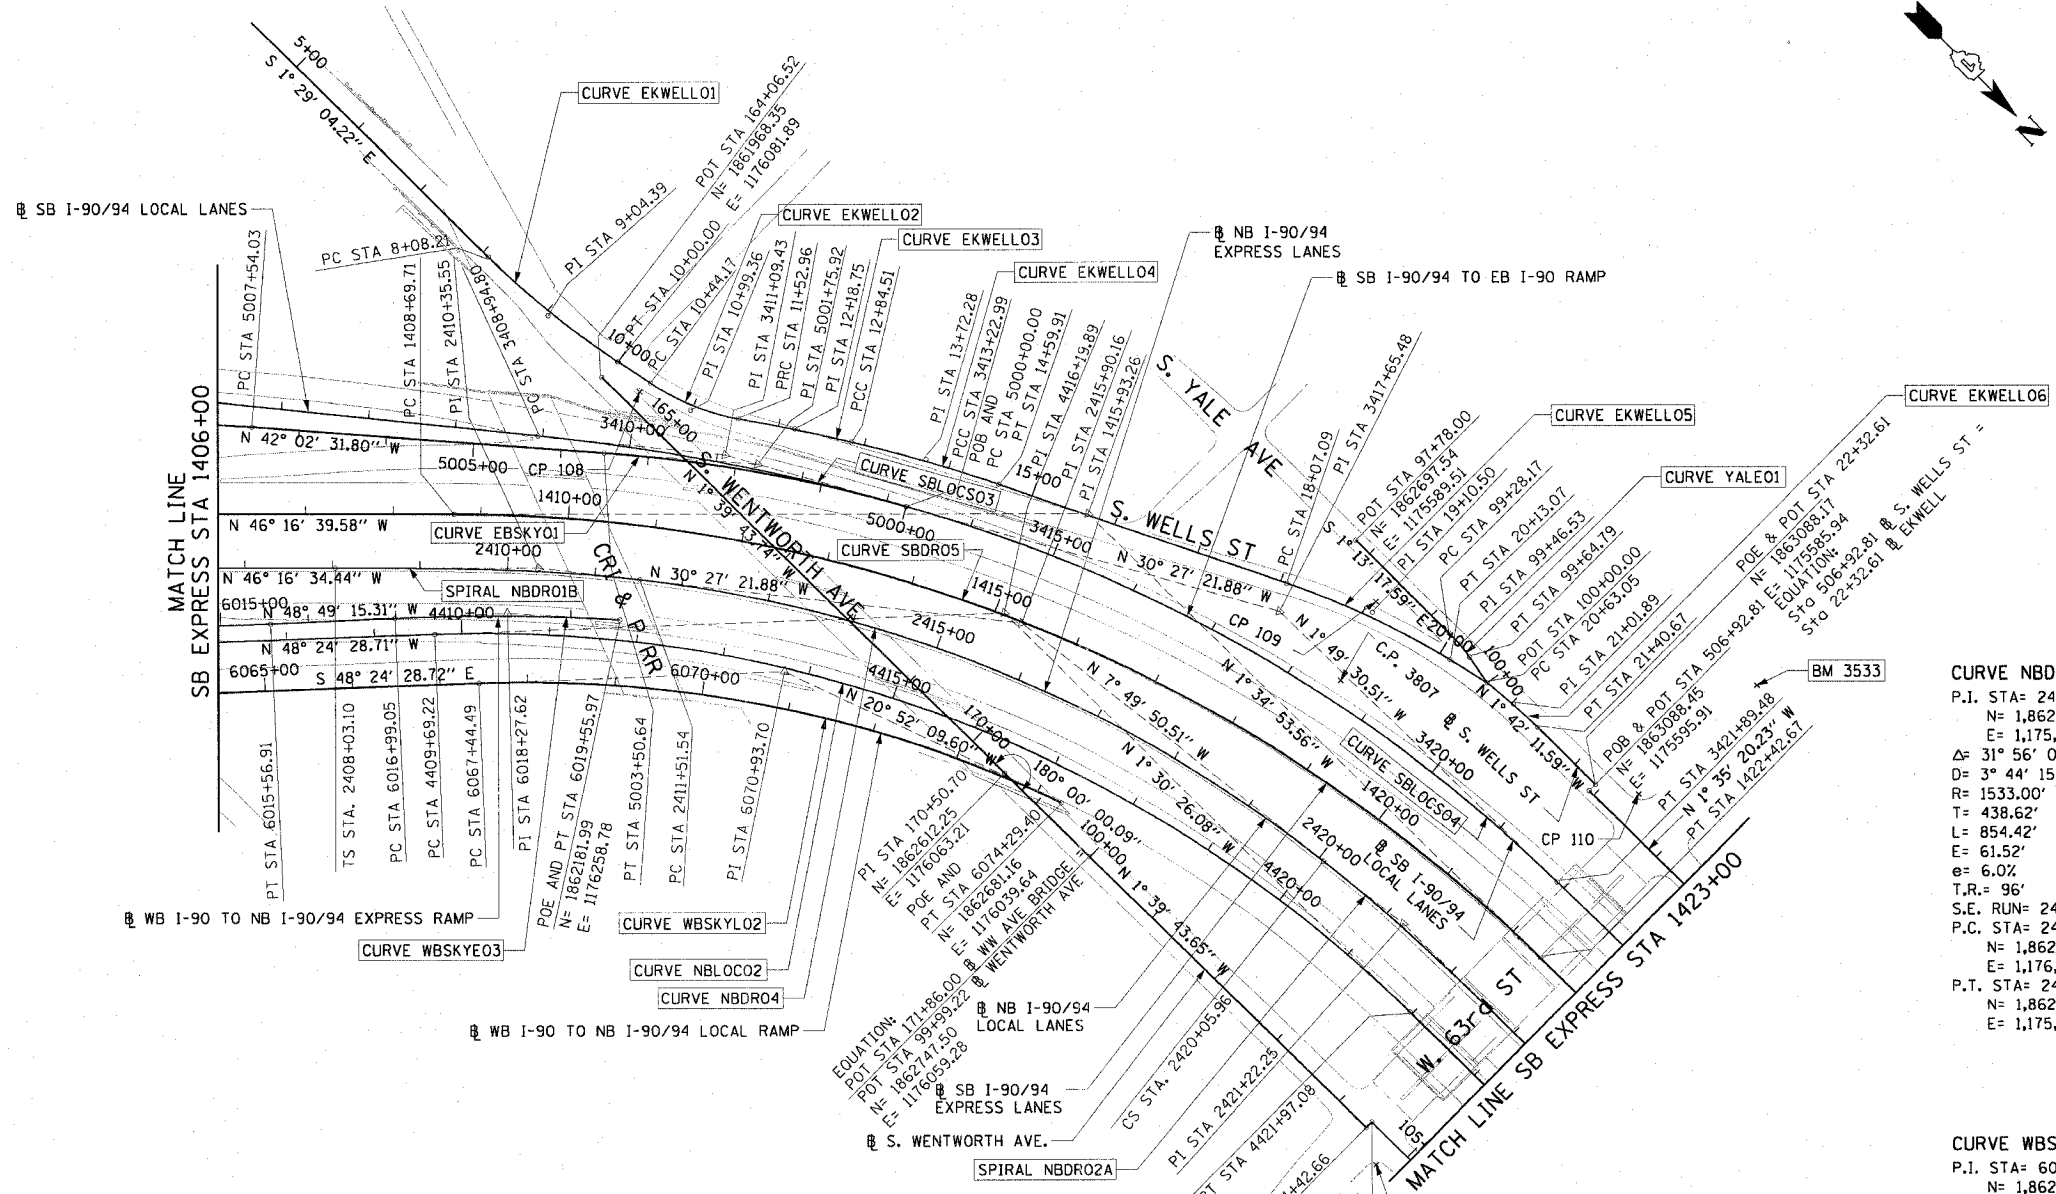 5+00
S 1° 29' 04.22" E
CURVE EKWELL01
POT STA 164+06.52
N= 1861968.35
E= 1176081.89
N
℄ SB I-90/94 LOCAL LANES
PI STA 9+04.39
CURVE EKWELL02
CURVE EKWELL03
CURVE EKWELL04
℄ NB I-90/94
EXPRESS LANES
℄ SB I-90/94 TO EB I-90 RAMP
PC STA 5007+54.03
PC STA 8+08.21
PC STA 1408+69.71
PI STA 2410+35.55
PC STA 3408+94.80
PT STA 10+00.00
PC STA 10+44.17
PI STA 10+99.36
PI STA 3411+09.43
PRC STA 11+52.96
PI STA 5001+75.92
PI STA 12+18.75
PCC STA 12+84.51
PI STA 13+72.28
PCC STA 3413+22.99
POB AND
PC STA 5000+00.00
PT STA 14+59.91
PI STA 4416+19.89
PI STA 2415+90.16
PI STA 1415+93.26
S. YALE AVE
PC STA 18+07.09
PI STA 3417+65.48
POT STA 97+78.00
N= 1862697.54
E= 1175589.51
PI STA 19+10.50
PC STA 99+28.17
PT STA 20+13.07
PI STA 99+46.53
PT STA 99+64.79
POT STA 100+00.00
PC STA 20+63.05
PI STA 21+01.89
PT STA 21+40.67
CURVE EKWELL05
CURVE EKWELL06
CURVE YALE01
POE & POT STA 22+32.61
N= 1863088.17
E= 1175585.94
EQUATION:
Sta 506+92.81 ℄ S. WELLS ST =
Sta 22+32.61 ℄ EKWELL
POB & POT STA 506+92.81
N= 1863088.45
E= 1175595.91
BM 3533
PT STA 3421+89.48
N 1° 35' 20.23" W
PT STA 1422+42.67
MATCH LINE
SB EXPRESS STA 1406+00
10+00
165+00
3410+00
N 42° 02' 31.80" W
5005+00
CP 108
1410+00
CURVE SBLOCS03
15+00
5000+00
3415+00
S. WELLS ST
S. WENTWORTH AVE
N 1° 39' 43.74" W
N 46° 16' 39.58" W
CURVE EBSKY01
2410+00
CURVE SBDR05
N 30° 27' 21.88" W
S 1° 13' 17.59" E
20+00
100+00
N 46° 16' 34.44" W
SPIRAL NBDR01B
CRI & P RR
N 30° 27' 21.88" W
1415+00
CP 109
N 1° 49' 30.51" W
C.P. 3807
6015+00
N 48° 49' 15.31" W
4410+00
2415+00
N 48° 24' 28.71" W
6065+00
S 48° 24' 28.72" E
6070+00
4415+00
N 20° 52' 09.60" W
170+00
N 7° 49' 50.51" W
N 1° 34' 53.56" W
℄ S. WELLS ST
N 1° 42' 11.59" W
3420+00
CURVE SBLOCS04
1420+00
CP 110
N 1° 30' 26.08" W
2420+00
℄ SB I-90/94
LOCAL LANES
4420+00
180° 00' 00.09"
100+00
N 1° 39' 43.65" W
PT STA 6015+56.91
TS STA. 2408+03.10
PC STA 6016+99.05
PC STA 4409+69.22
PC STA 6067+44.49
PI STA 6018+27.62
POE AND PT STA 6019+55.97
N= 1862181.99
E= 1176258.78
PT STA 5003+50.64
PC STA 2411+51.54
PI STA 6070+93.70
℄ WB I-90 TO NB I-90/94 EXPRESS RAMP
CURVE WBSKYE03
CURVE WBSKYL02
CURVE NBLOC02
CURVE NBDR04
℄ WB I-90 TO NB I-90/94 LOCAL RAMP
PI STA 170+50.70
N= 1862612.25
E= 1176063.21
POE AND
PT STA 6074+29.40
N= 1862681.16
E= 1176039.64
EQUATION:
POT STA 171+86.00 ℄ WW AVE BRIDGE =
POT STA 99+99.22 ℄ WENTWORTH AVE
N= 1862747.50
E= 1176059.28
℄ NB I-90/94
LOCAL LANES
℄ SB I-90/94
EXPRESS LANES
℄ S. WENTWORTH AVE.
SPIRAL NBDR02A
CS STA. 2420+05.96
PI STA 2421+22.25
PT STA 4421+97.08
+42.66
105
W. 63rd ST
MATCH LINE SB EXPRESS STA 1423+00
CURVE NBD
P.I. STA= 24
N= 1,862
E= 1,175,
Δ= 31° 56' 0
D= 3° 44' 15
R= 1533.00'
T= 438.62'
L= 854.42'
E= 61.52'
e= 6.0%
T.R.= 96'
S.E. RUN= 24
P.C. STA= 24
N= 1,862
E= 1,176,
P.T. STA= 24
N= 1,862
E= 1,175,
CURVE WBS
P.I. STA= 60
N= 1,862